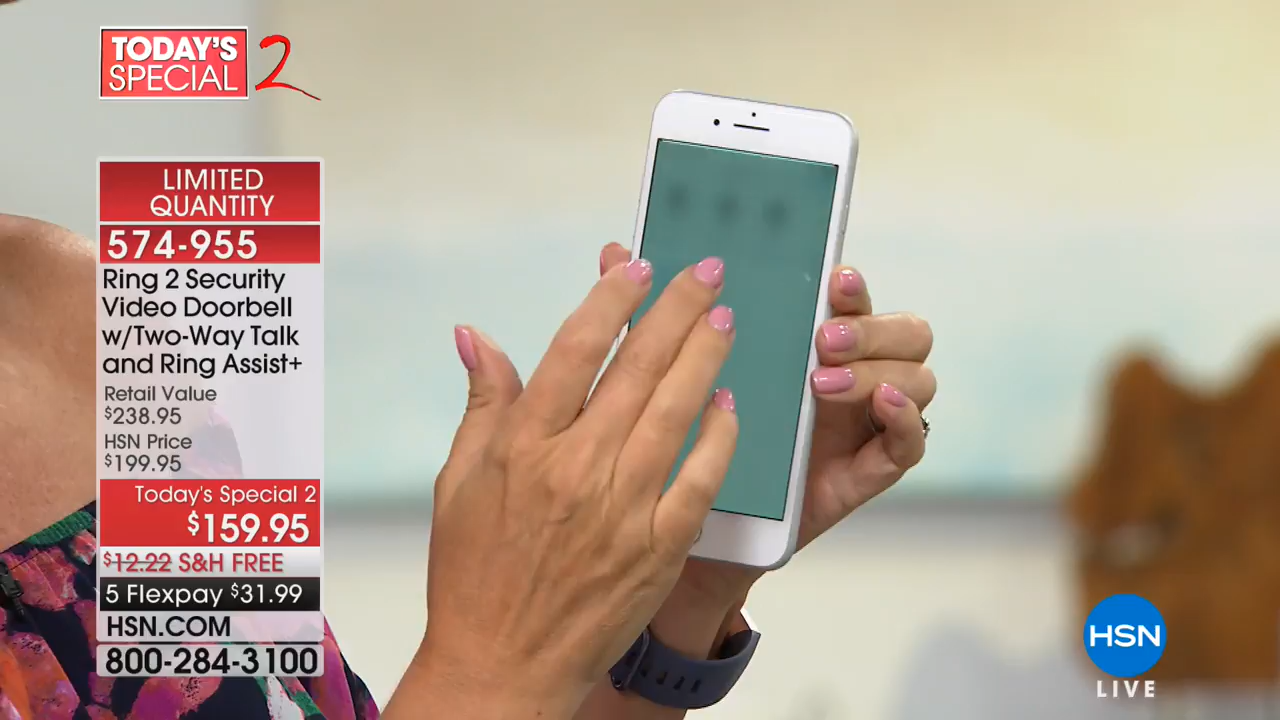 TODAY'S
SPECIAL 2
LIMITED
QUANTITY
574-955
Ring 2 Security
Video Doorbell
w/Two-Way Talk
and Ring Assist+
Retail Value
$238.95
HSN Price
$199.95
Today's Special 2
$159.95
$12.22 S&H FREE
5 Flexpay $31.99
HSN.COM
800-284-3100
HSN
LIVE